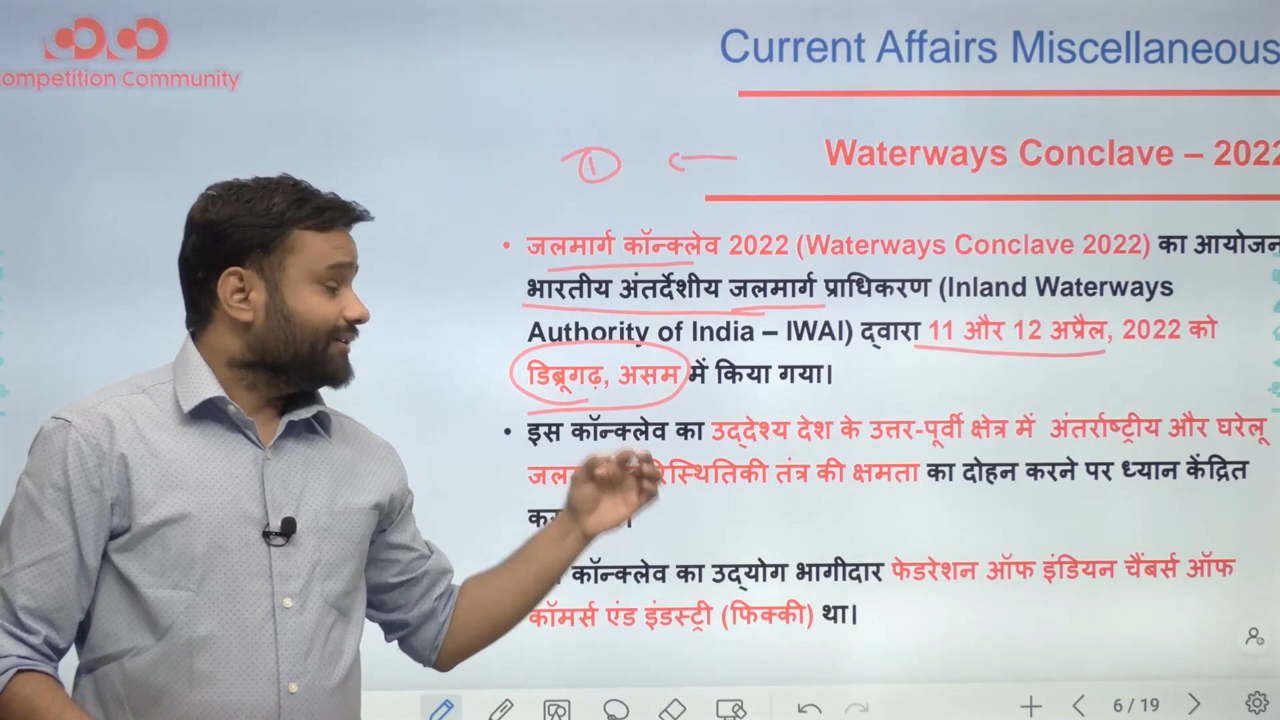 ompetition Community
Current Affairs Miscellaneous
①
Waterways Conclave – 2022
• जलमार्ग कॉन्क्लेव 2022 (Waterways Conclave 2022) का आयोजन
भारतीय अंतर्देशीय जलमार्ग प्राधिकरण (Inland Waterways
Authority of India – IWAI) द्वारा 11 और 12 अप्रैल, 2022 को
डिब्रूगढ़, असम में किया गया।
• इस कॉन्क्लेव का उद्देश्य देश के उत्तर-पूर्वी क्षेत्र में अंतर्राष्ट्रीय और घरेलू
की क्षमता का दोहन करने पर ध्यान केंद्रित
कॉन्क्लेव का उद्योग भागीदार फेडरेशन ऑफ इंडियन चैंबर्स ऑफ
कॉमर्स एंड इंडस्ट्री (फिक्की) था।
6 / 19